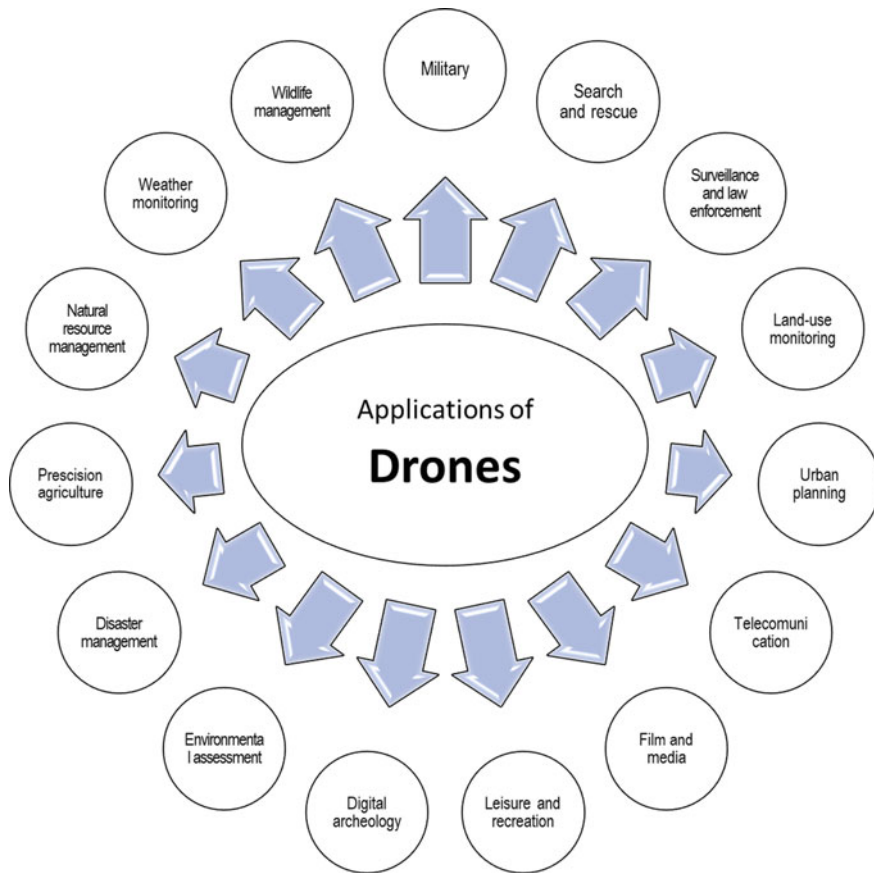 Applications of
Drones
Military
Search
and rescue
Surveillance
and law
enforcement
Land-use
monitoring
Urban
planning
Telecomuni
cation
Film and
media
Leisure and
recreation
Digital
archeology
Environmenta
l assessment
Disaster
management
Prescision
agriculture
Natural
resource
management
Weather
monitoring
Wildlife
management